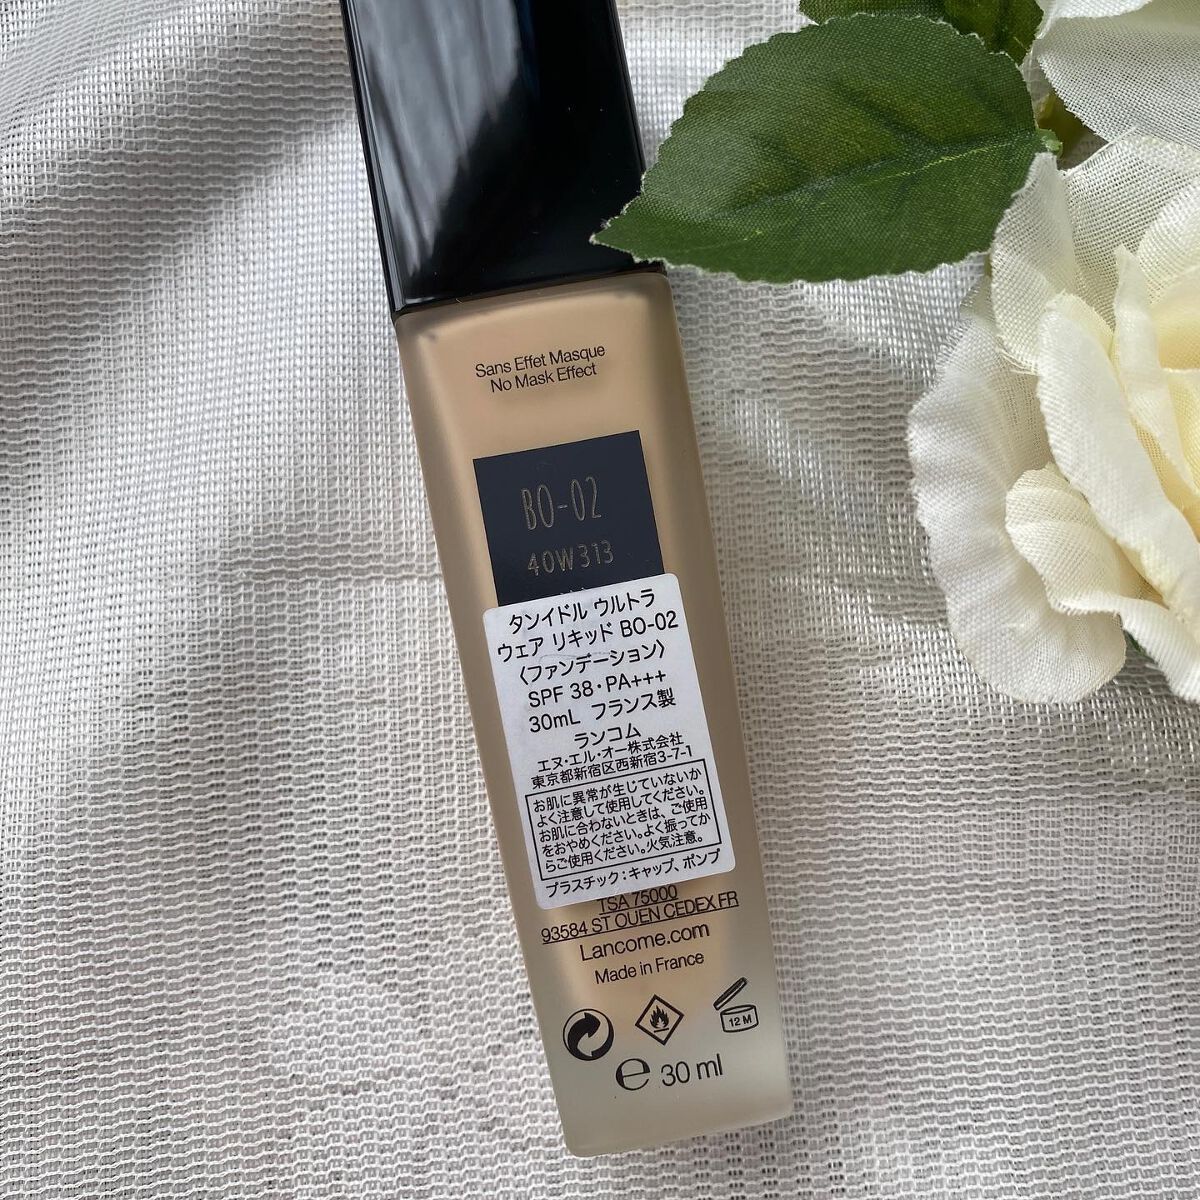 Sans Effet Masque
No Mask Effect
BO-02
40W313
タンイドル ウルトラ
ウェア リキッド BO-02
〈ファンデーション〉
SPF 38・PA+++
30mL フランス製
ランコム
エヌ・エル・オー株式会社
東京都新宿区西新宿3-7-1
お肌に異常が生じていないか
よく注意して使用してください。
お肌に合わないときは、ご使用
をおやめください。よく振ってか
らご使用ください。火気注意。
プラスチック：キャップ、ポンプ
TSA 75000
93584 ST OUEN CEDEX FR
Lancome.com
Made in France
12 M
e 30 ml